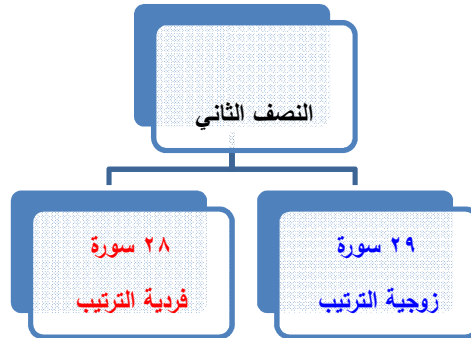 النصف الثاني
٢٩ سورة
زوجية الترتيب
٢٨ سورة
فردية الترتيب